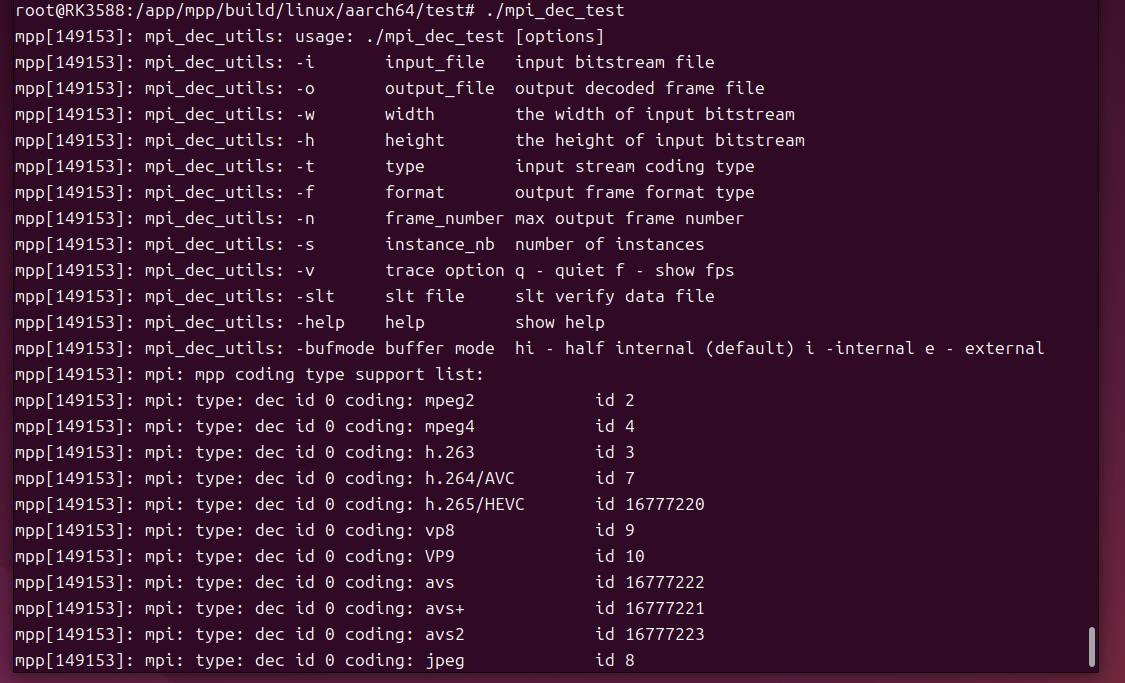 root@RK3588:/app/mpp/build/linux/aarch64/test# ./mpi_dec_test
mpp[149153]: mpi_dec_utils: usage: ./mpi_dec_test [options]
mpp[149153]: mpi_dec_utils: -i       input_file   input bitstream file
mpp[149153]: mpi_dec_utils: -o       output_file  output decoded frame file
mpp[149153]: mpi_dec_utils: -w       width        the width of input bitstream
mpp[149153]: mpi_dec_utils: -h       height       the height of input bitstream
mpp[149153]: mpi_dec_utils: -t       type         input stream coding type
mpp[149153]: mpi_dec_utils: -f       format       output frame format type
mpp[149153]: mpi_dec_utils: -n       frame_number max output frame number
mpp[149153]: mpi_dec_utils: -s       instance_nb  number of instances
mpp[149153]: mpi_dec_utils: -v       trace option q - quiet f - show fps
mpp[149153]: mpi_dec_utils: -slt     slt file     slt verify data file
mpp[149153]: mpi_dec_utils: -help    help         show help
mpp[149153]: mpi_dec_utils: -bufmode buffer mode  hi - half internal (default) i -internal e - external
mpp[149153]: mpi: mpp coding type support list:
mpp[149153]: mpi: type: dec id 0 coding: mpeg2            id 2
mpp[149153]: mpi: type: dec id 0 coding: mpeg4            id 4
mpp[149153]: mpi: type: dec id 0 coding: h.263            id 3
mpp[149153]: mpi: type: dec id 0 coding: h.264/AVC        id 7
mpp[149153]: mpi: type: dec id 0 coding: h.265/HEVC       id 16777220
mpp[149153]: mpi: type: dec id 0 coding: vp8              id 9
mpp[149153]: mpi: type: dec id 0 coding: VP9              id 10
mpp[149153]: mpi: type: dec id 0 coding: avs              id 16777222
mpp[149153]: mpi: type: dec id 0 coding: avs+             id 16777221
mpp[149153]: mpi: type: dec id 0 coding: avs2             id 16777223
mpp[149153]: mpi: type: dec id 0 coding: jpeg             id 8